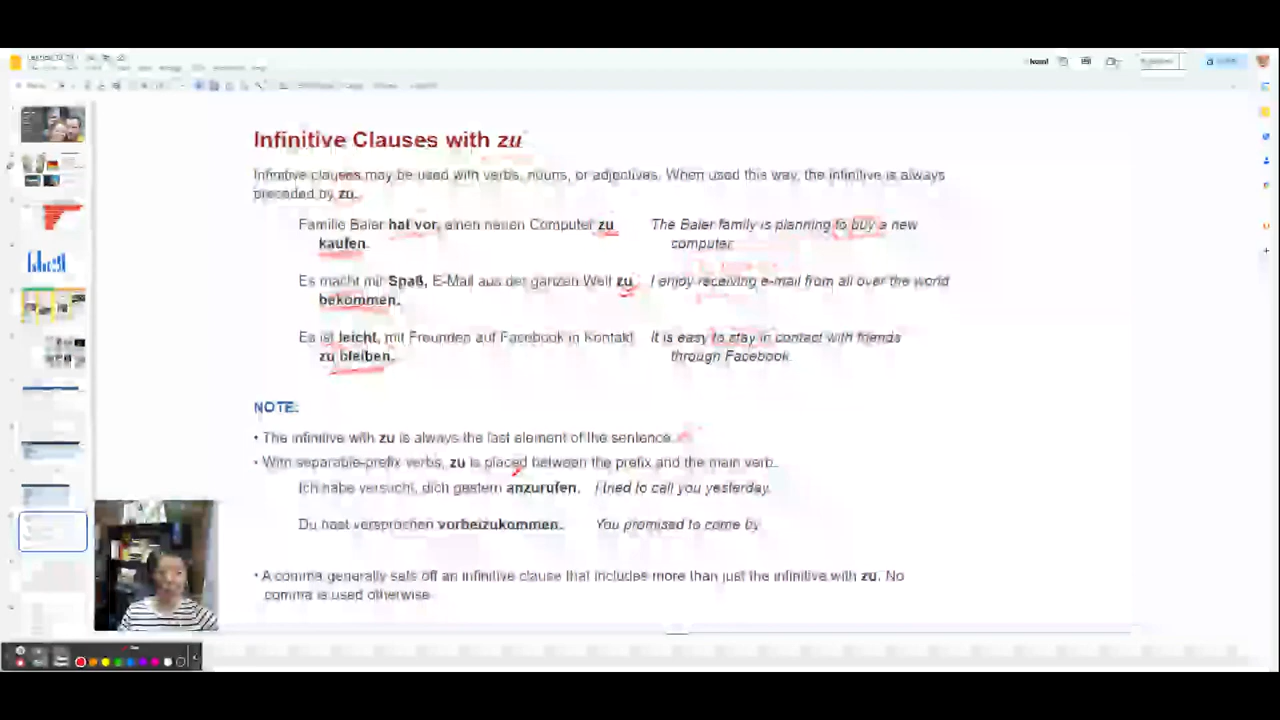 Infinitive Clauses with zu
Infinitive clauses may be used with verbs, nouns, or adjectives. When used this way, the infinitive is always
preceded by zu.
Familie Baier hat vor, einen neuen Computer zu
kaufen.
The Baier family is planning to buy a new
computer.
Es macht mir Spaß, E-Mail aus der ganzen Welt zu
bekommen.
I enjoy receiving e-mail from all over the world
Es ist leicht, mit Freunden auf Facebook in Kontakt
zu bleiben.
It is easy to stay in contact with friends
through Facebook.
NOTE:
• The infinitive with zu is always the last element of the sentence.
• With separable-prefix verbs, zu is placed between the prefix and the main verb.
Ich habe versucht, dich gestern anzurufen. I tried to call you yesterday.
Du hast versprochen vorbeizukommen. You promised to come by.
• A comma generally sets off an infinitive clause that includes more than just the infinitive with zu. No
comma is used otherwise.